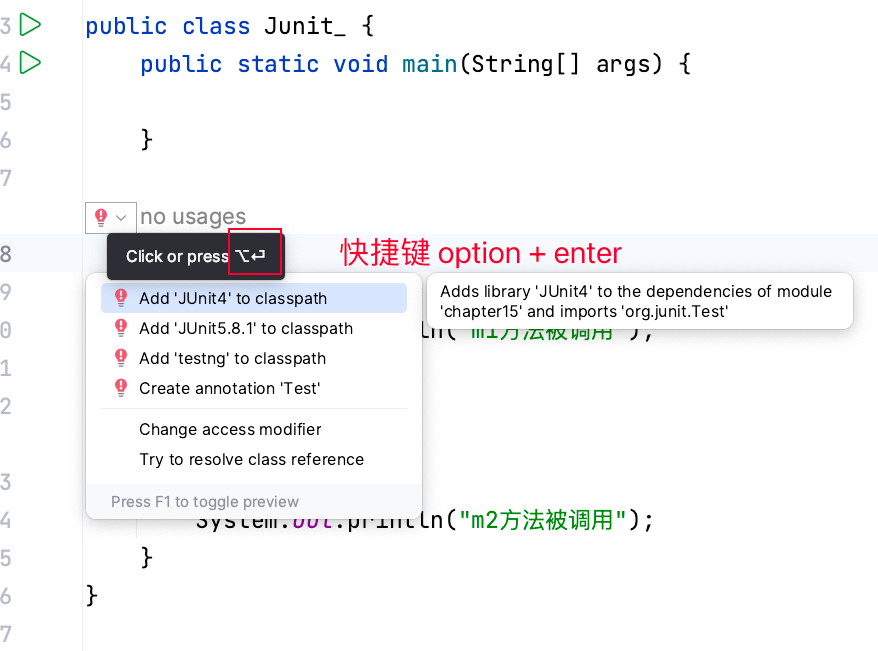 3 public class Junit_ {
4 public static void main(String[] args) {
5
6 }
7
no usages
8 Click or press ⌥⏎ 快捷键 option + enter
9 Add 'JUnit4' to classpath Adds library 'JUnit4' to the dependencies of module
'chapter15' and imports 'org.junit.Test'
0 Add 'JUnit5.8.1' to classpath ln("m1方法被调用");
1 Add 'testng' to classpath
Create annotation 'Test'
2
Change access modifier
Try to resolve class reference
3
Press F1 to toggle preview
4 System.out.println("m2方法被调用");
5 }
6 }
7